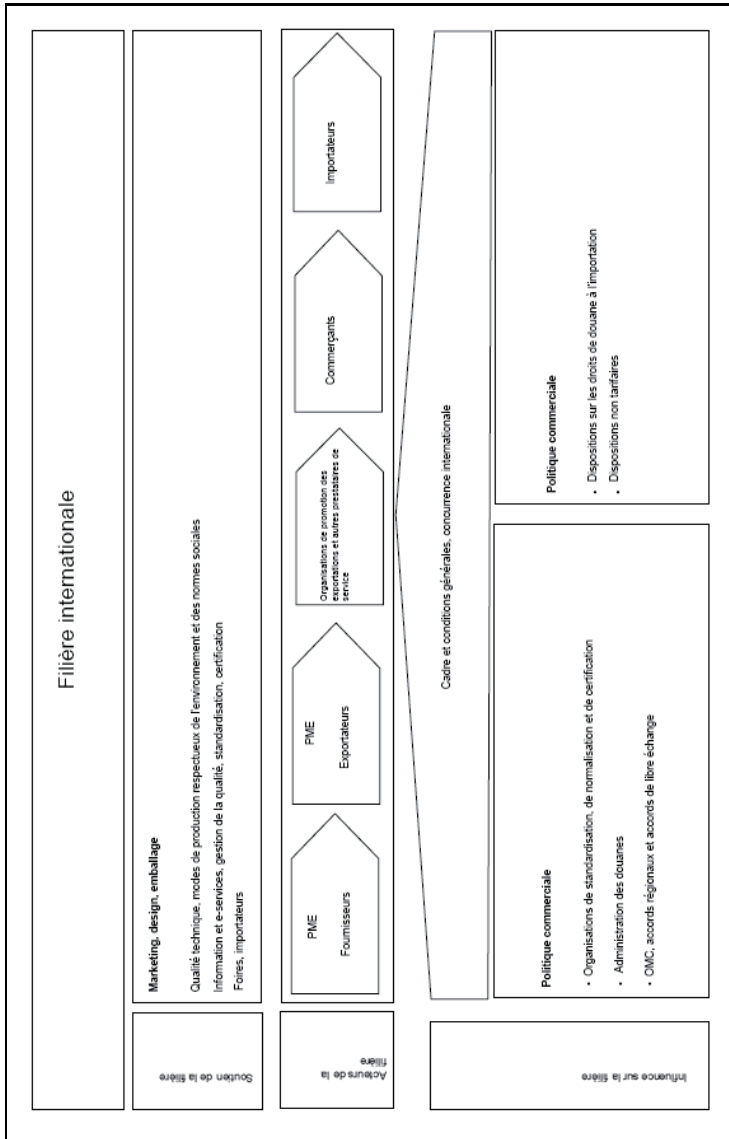 Filière internationale
Soutien de la filière
Marketing, design, emballage
Qualité technique, modes de production respectueux de l'environnement et des normes sociales
Information et e-services, gestion de la qualité, standardisation, certification
Foires, importateurs
Acteurs de la
filière
PME
Fournisseurs
PME
Exportateurs
Organisations de promotion des
exportations et autres prestataires de
service
Commerçants
Importateurs
Influence sur la filière
Cadre et conditions générales, concurrence internationale
Politique commerciale
• Organisations de standardisation, de normalisation et de certification
• Administration des douanes
• OMC, accords régionaux et accords de libre échange
Politique commerciale
• Dispositions sur les droits de douane à l'importation
• Dispositions non tarifaires